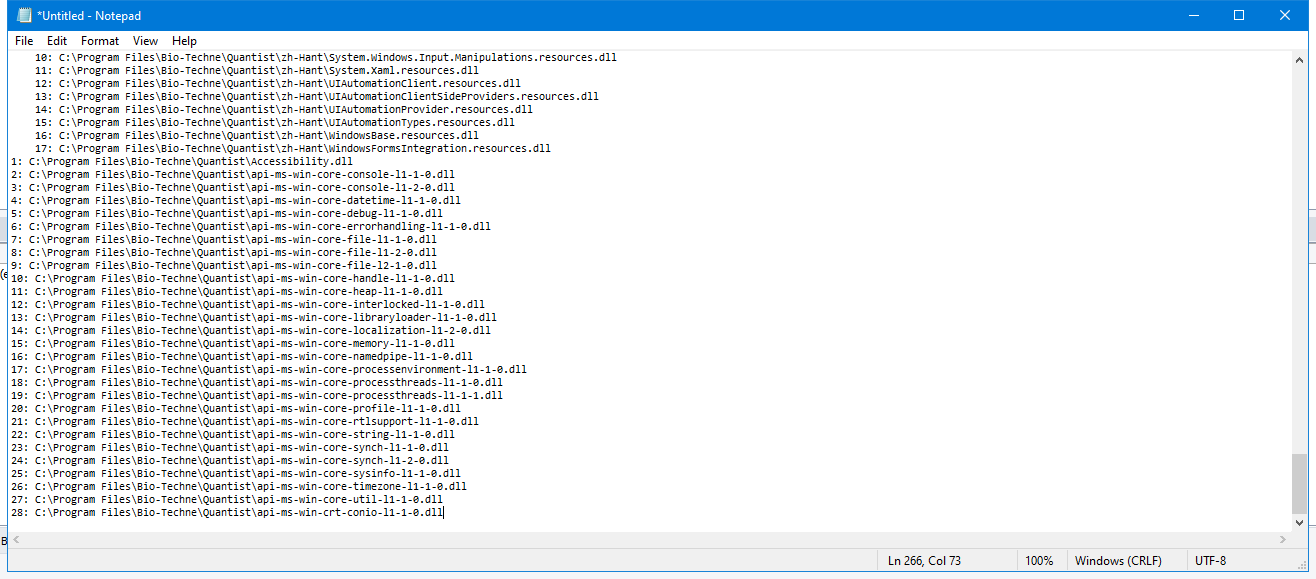 *Untitled - Notepad
File Edit Format View Help
10: C:\Program Files\Bio-Techne\Quantist\zh-Hant\System.Windows.Input.Manipulations.resources.dll
11: C:\Program Files\Bio-Techne\Quantist\zh-Hant\System.Xaml.resources.dll
12: C:\Program Files\Bio-Techne\Quantist\zh-Hant\UIAutomationClient.resources.dll
13: C:\Program Files\Bio-Techne\Quantist\zh-Hant\UIAutomationClientSideProviders.resources.dll
14: C:\Program Files\Bio-Techne\Quantist\zh-Hant\UIAutomationProvider.resources.dll
15: C:\Program Files\Bio-Techne\Quantist\zh-Hant\UIAutomationTypes.resources.dll
16: C:\Program Files\Bio-Techne\Quantist\zh-Hant\WindowsBase.resources.dll
17: C:\Program Files\Bio-Techne\Quantist\zh-Hant\WindowsFormsIntegration.resources.dll
1: C:\Program Files\Bio-Techne\Quantist\Accessibility.dll
2: C:\Program Files\Bio-Techne\Quantist\api-ms-win-core-console-l1-1-0.dll
3: C:\Program Files\Bio-Techne\Quantist\api-ms-win-core-console-l1-2-0.dll
4: C:\Program Files\Bio-Techne\Quantist\api-ms-win-core-datetime-l1-1-0.dll
5: C:\Program Files\Bio-Techne\Quantist\api-ms-win-core-debug-l1-1-0.dll
6: C:\Program Files\Bio-Techne\Quantist\api-ms-win-core-errorhandling-l1-1-0.dll
7: C:\Program Files\Bio-Techne\Quantist\api-ms-win-core-file-l1-1-0.dll
8: C:\Program Files\Bio-Techne\Quantist\api-ms-win-core-file-l1-2-0.dll
9: C:\Program Files\Bio-Techne\Quantist\api-ms-win-core-file-l2-1-0.dll
10: C:\Program Files\Bio-Techne\Quantist\api-ms-win-core-handle-l1-1-0.dll
11: C:\Program Files\Bio-Techne\Quantist\api-ms-win-core-heap-l1-1-0.dll
12: C:\Program Files\Bio-Techne\Quantist\api-ms-win-core-interlocked-l1-1-0.dll
13: C:\Program Files\Bio-Techne\Quantist\api-ms-win-core-libraryloader-l1-1-0.dll
14: C:\Program Files\Bio-Techne\Quantist\api-ms-win-core-localization-l1-2-0.dll
15: C:\Program Files\Bio-Techne\Quantist\api-ms-win-core-memory-l1-1-0.dll
16: C:\Program Files\Bio-Techne\Quantist\api-ms-win-core-namedpipe-l1-1-0.dll
17: C:\Program Files\Bio-Techne\Quantist\api-ms-win-core-processenvironment-l1-1-0.dll
18: C:\Program Files\Bio-Techne\Quantist\api-ms-win-core-processthreads-l1-1-0.dll
19: C:\Program Files\Bio-Techne\Quantist\api-ms-win-core-processthreads-l1-1-1.dll
20: C:\Program Files\Bio-Techne\Quantist\api-ms-win-core-profile-l1-1-0.dll
21: C:\Program Files\Bio-Techne\Quantist\api-ms-win-core-rtlsupport-l1-1-0.dll
22: C:\Program Files\Bio-Techne\Quantist\api-ms-win-core-string-l1-1-0.dll
23: C:\Program Files\Bio-Techne\Quantist\api-ms-win-core-synch-l1-1-0.dll
24: C:\Program Files\Bio-Techne\Quantist\api-ms-win-core-synch-l1-2-0.dll
25: C:\Program Files\Bio-Techne\Quantist\api-ms-win-core-sysinfo-l1-1-0.dll
26: C:\Program Files\Bio-Techne\Quantist\api-ms-win-core-timezone-l1-1-0.dll
27: C:\Program Files\Bio-Techne\Quantist\api-ms-win-core-util-l1-1-0.dll
28: C:\Program Files\Bio-Techne\Quantist\api-ms-win-crt-conio-l1-1-0.dll
Ln 266, Col 73 100% Windows (CRLF) UTF-8